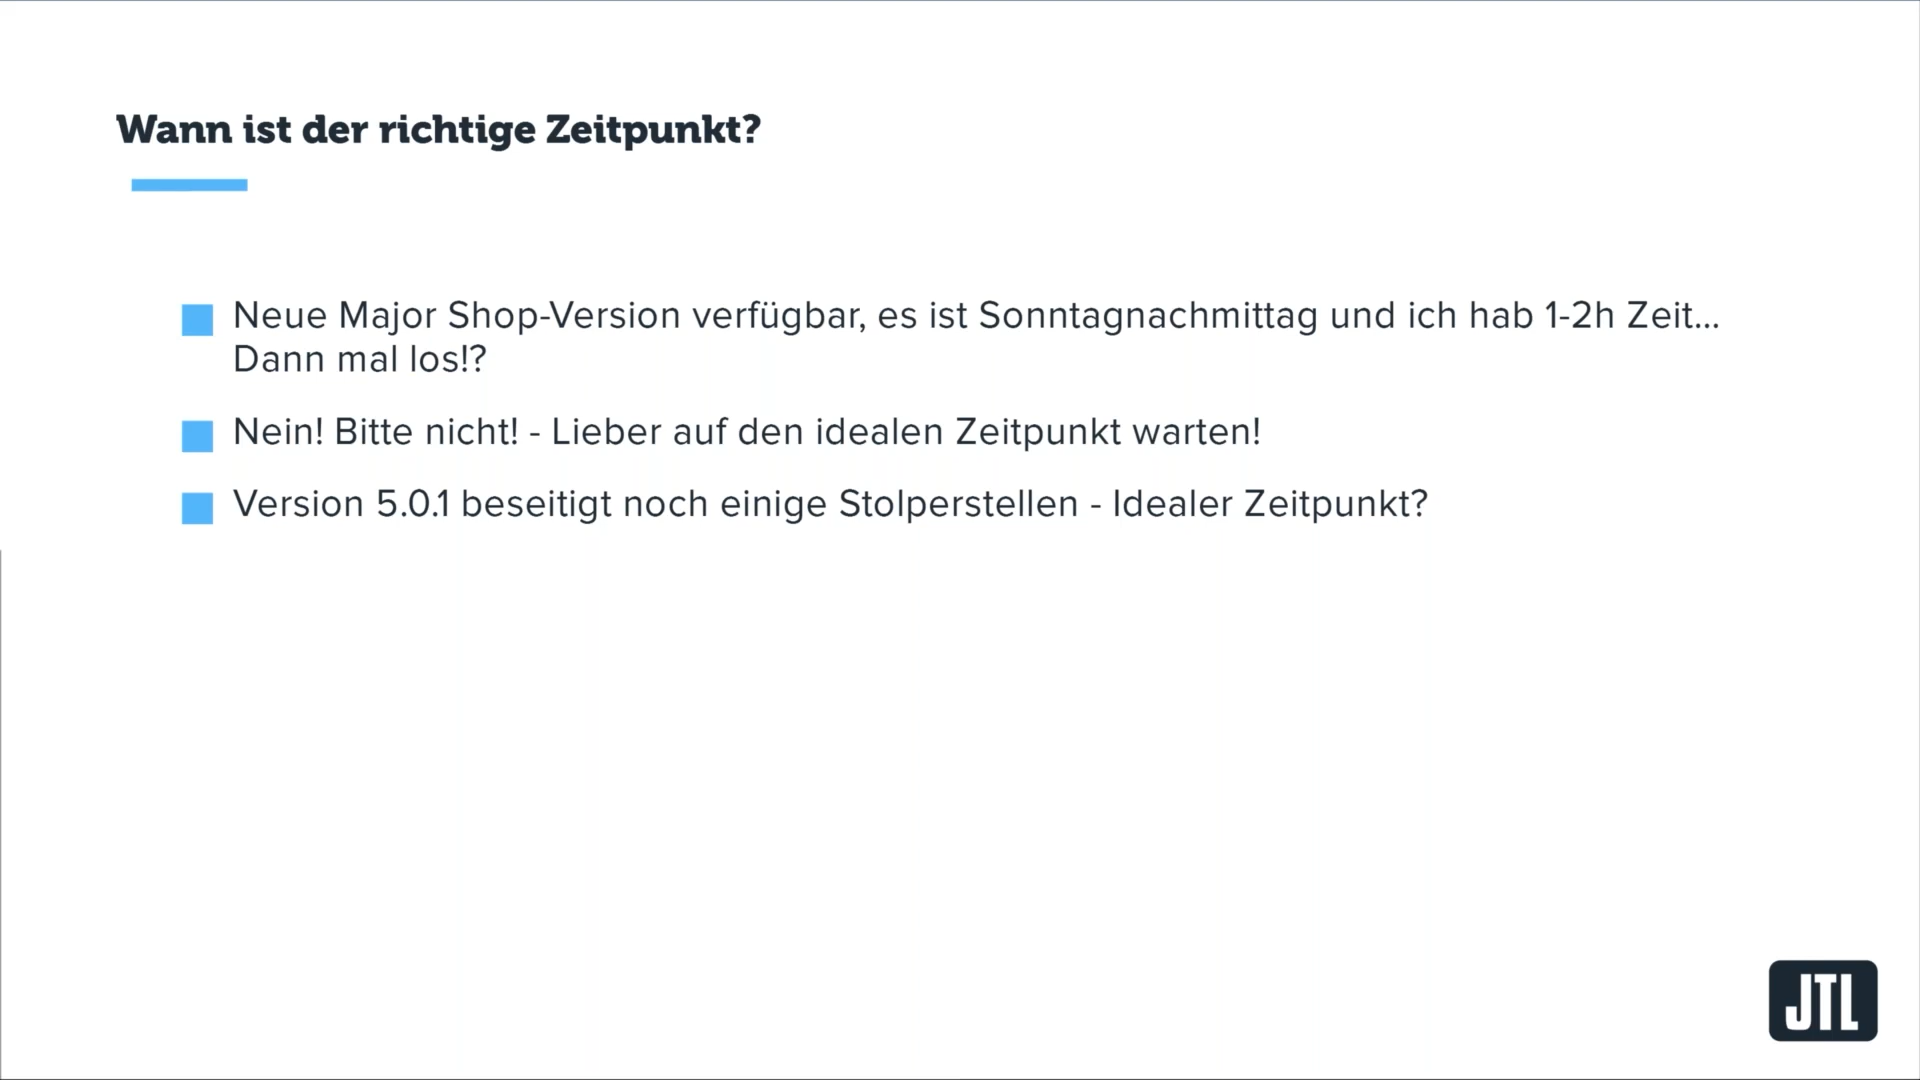 Wann ist der richtige Zeitpunkt?
Neue Major Shop-Version verfügbar, es ist Sonntagnachmittag und ich hab 1-2h Zeit...
Dann mal los!?
Nein! Bitte nicht! - Lieber auf den idealen Zeitpunkt warten!
Version 5.0.1 beseitigt noch einige Stolperstellen - Idealer Zeitpunkt?
JTL